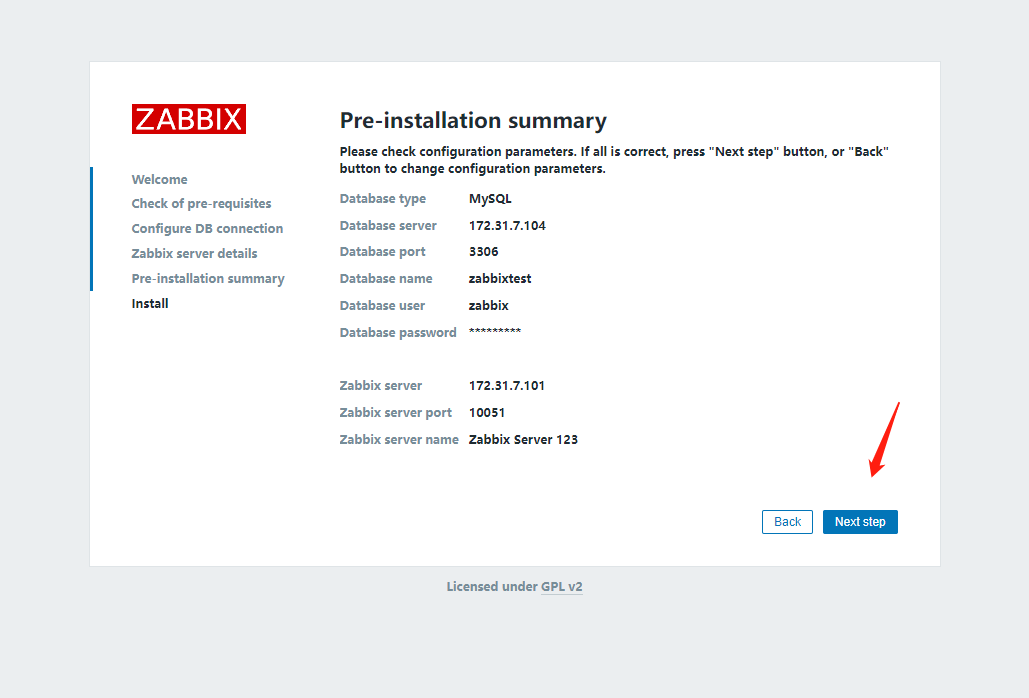 ZABBIX
Welcome
Check of pre-requisites
Configure DB connection
Zabbix server details
Pre-installation summary
Install
Pre-installation summary
Please check configuration parameters. If all is correct, press "Next step" button, or "Back"
button to change configuration parameters.
Database type MySQL
Database server 172.31.7.104
Database port 3306
Database name zabbixtest
Database user zabbix
Database password *********
Zabbix server 172.31.7.101
Zabbix server port 10051
Zabbix server name Zabbix Server 123
Back Next step
Licensed under GPL v2